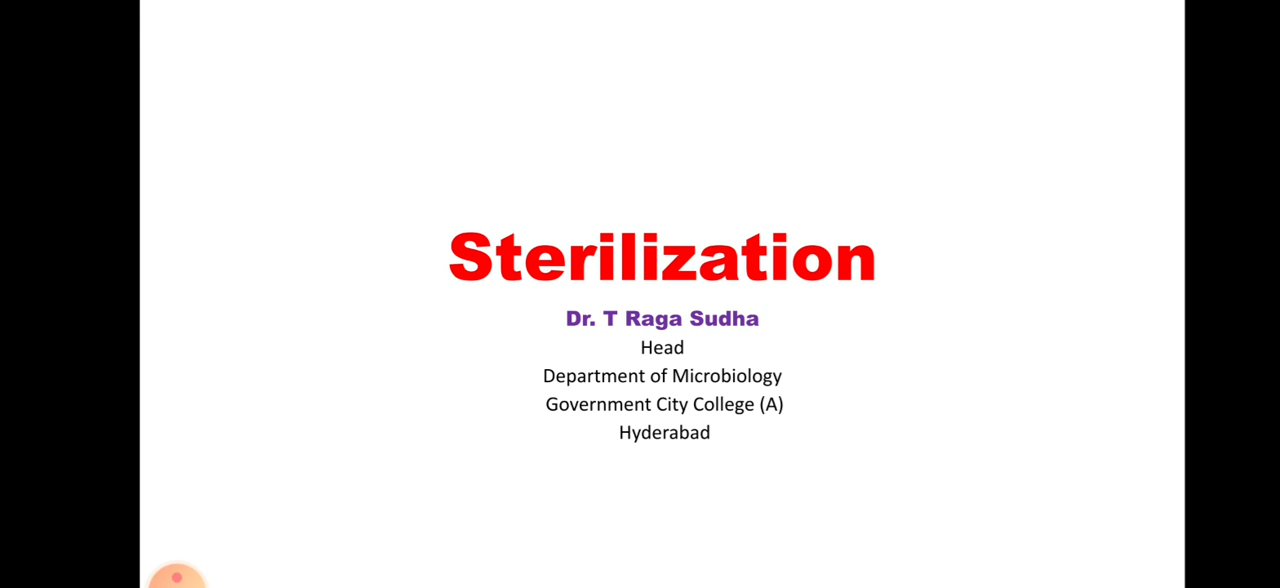 Sterilization
Dr. T Raga Sudha
Head
Department of Microbiology
Government City College (A)
Hyderabad